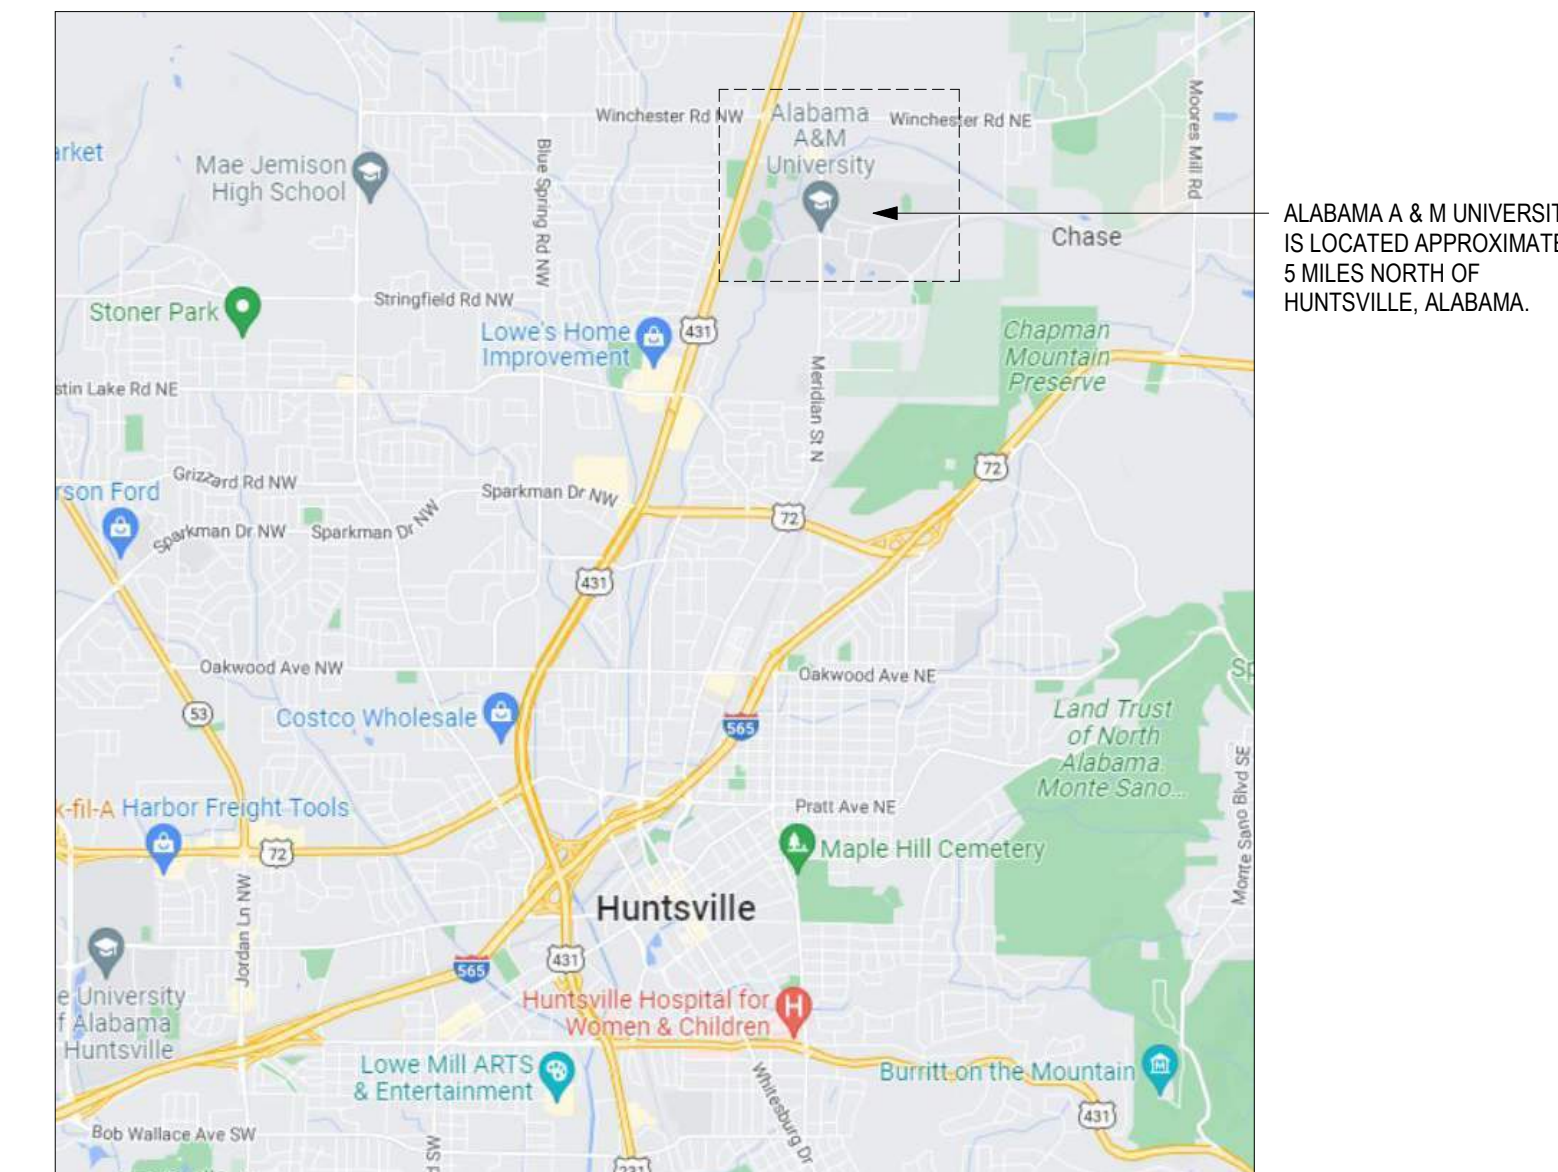 Winchester Rd NW
Alabama
A&M
University
Winchester Rd NE
Moores Mill Rd
Mae Jemison
High School
Blue Spring Rd NW
ALABAMA A & M UNIVERSIT
IS LOCATED APPROXIMATE
5 MILES NORTH OF
HUNTSVILLE, ALABAMA.
arket
Chase
Stoner Park
Stringfield Rd NW
Lowe's Home
Improvement
431
Chapman
Mountain
Preserve
Meridian St N
stin Lake Rd NE
72
Grizzard Rd NW
rson Ford
Sparkman Dr NW
Sparkman Dr NW
Sparkman Dr NW
72
431
Oakwood Ave NW
Oakwood Ave NE
Sp
53
Costco Wholesale
565
Land Trust
of North
Alabama
Monte Sano...
Monte Sano Blvd SE
k-fil-A
Harbor Freight Tools
Pratt Ave NE
72
Maple Hill Cemetery
Jordan Ln NW
Huntsville
565
431
e University
f Alabama
Huntsville
Huntsville Hospital for
Women & Children
H
Lowe Mill ARTS
& Entertainment
Burritt on the Mountain
M
Whitesburg Dr
431
Bob Wallace Ave SW
231